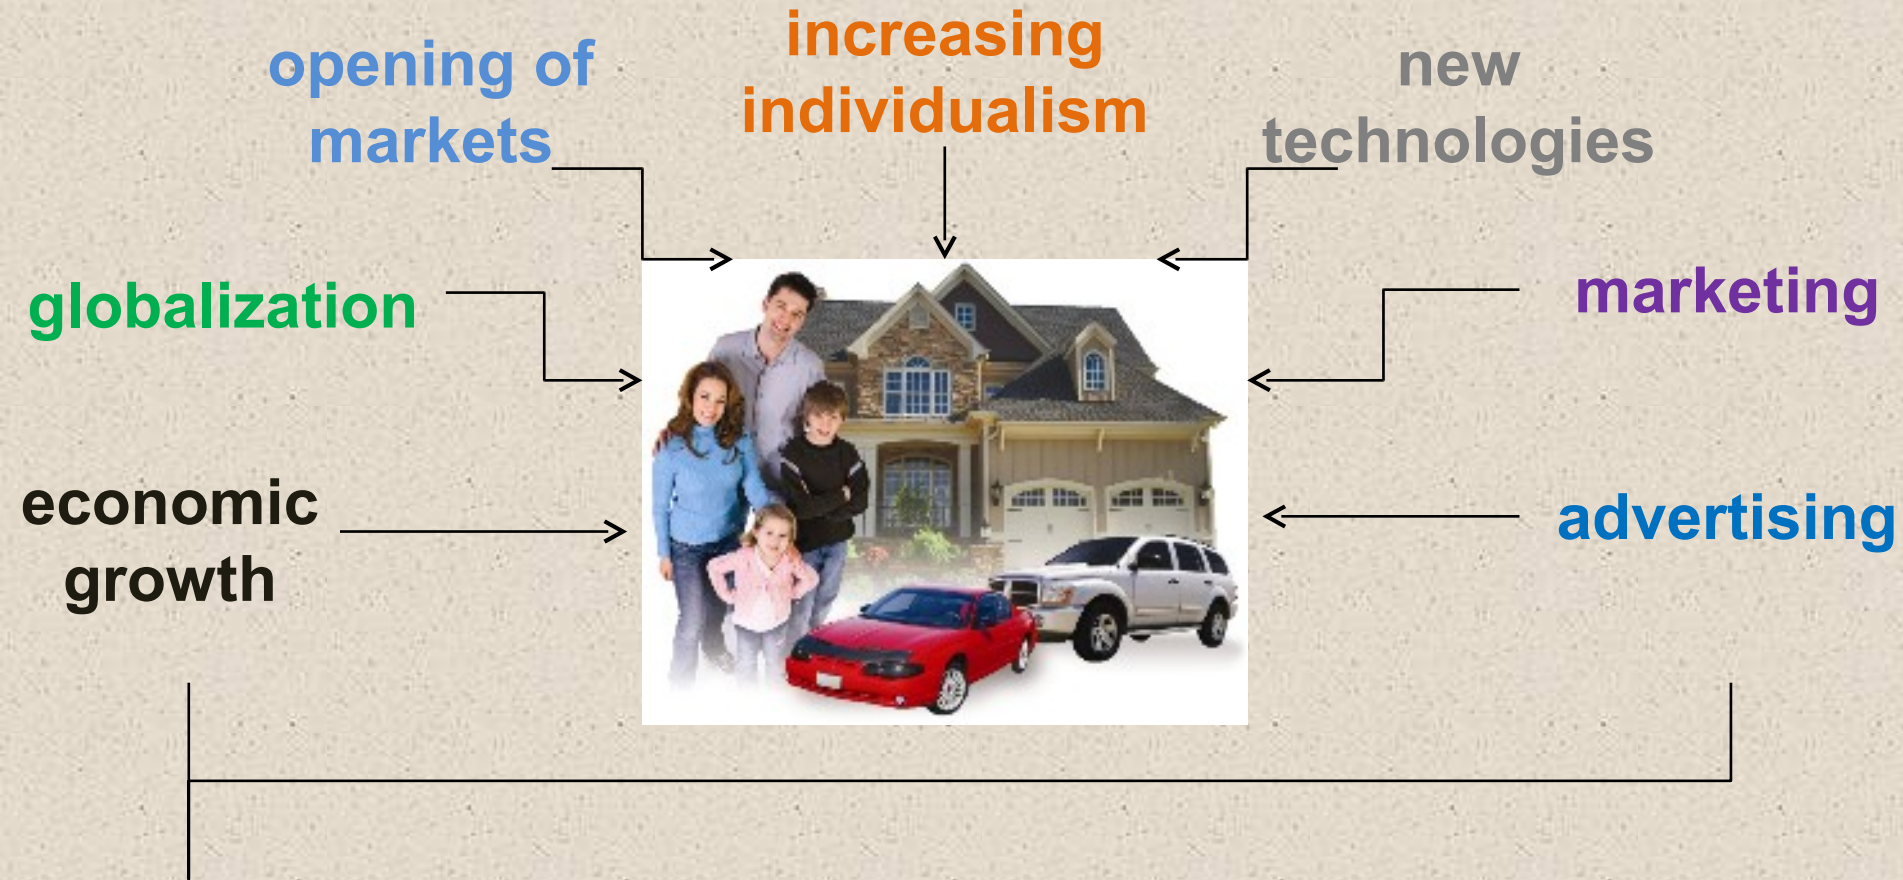 opening of
markets
increasing
individualism
new
technologies
globalization
marketing
economic
growth
advertising